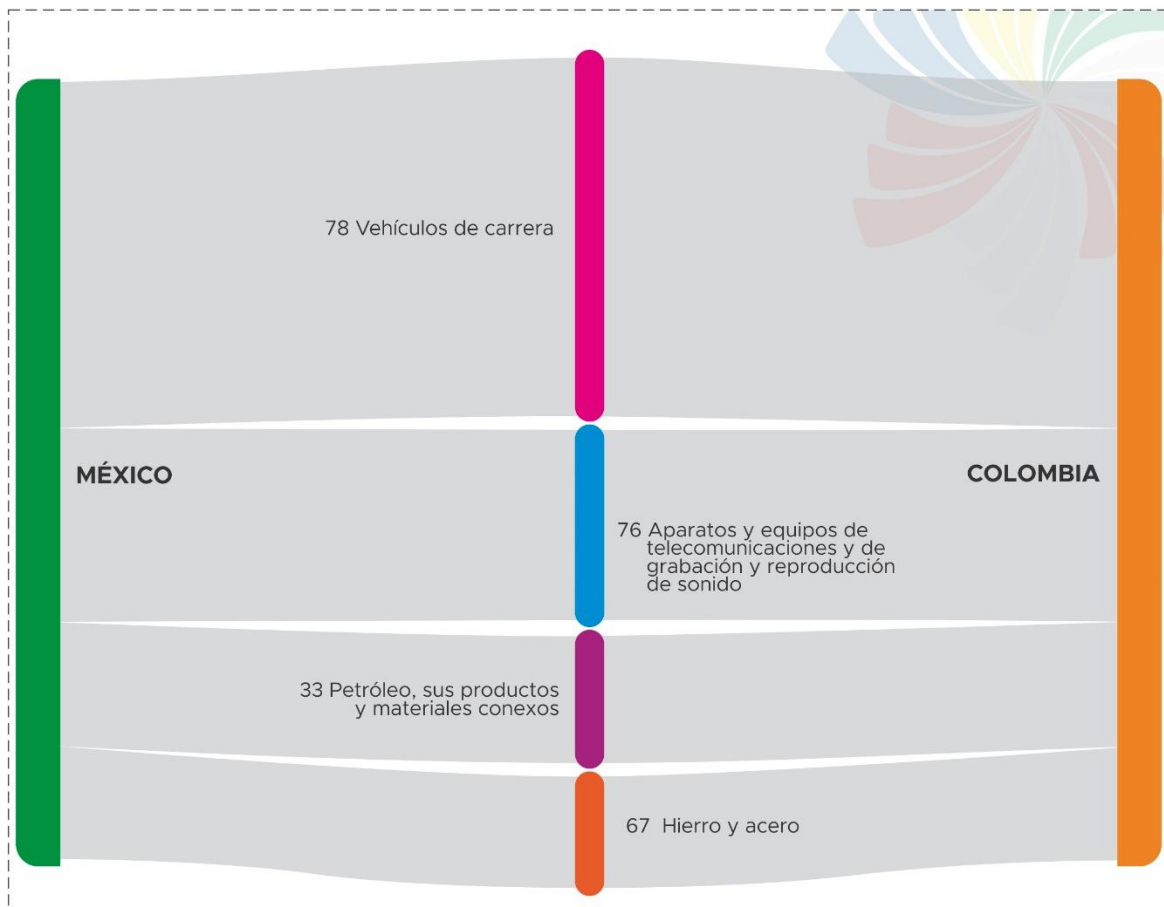 78 Vehículos de carrera
MÉXICO
COLOMBIA
76 Aparatos y equipos de
telecomunicaciones y de
grabación y reproducción
de sonido
33 Petróleo, sus productos
y materiales conexos
67 Hierro y acero